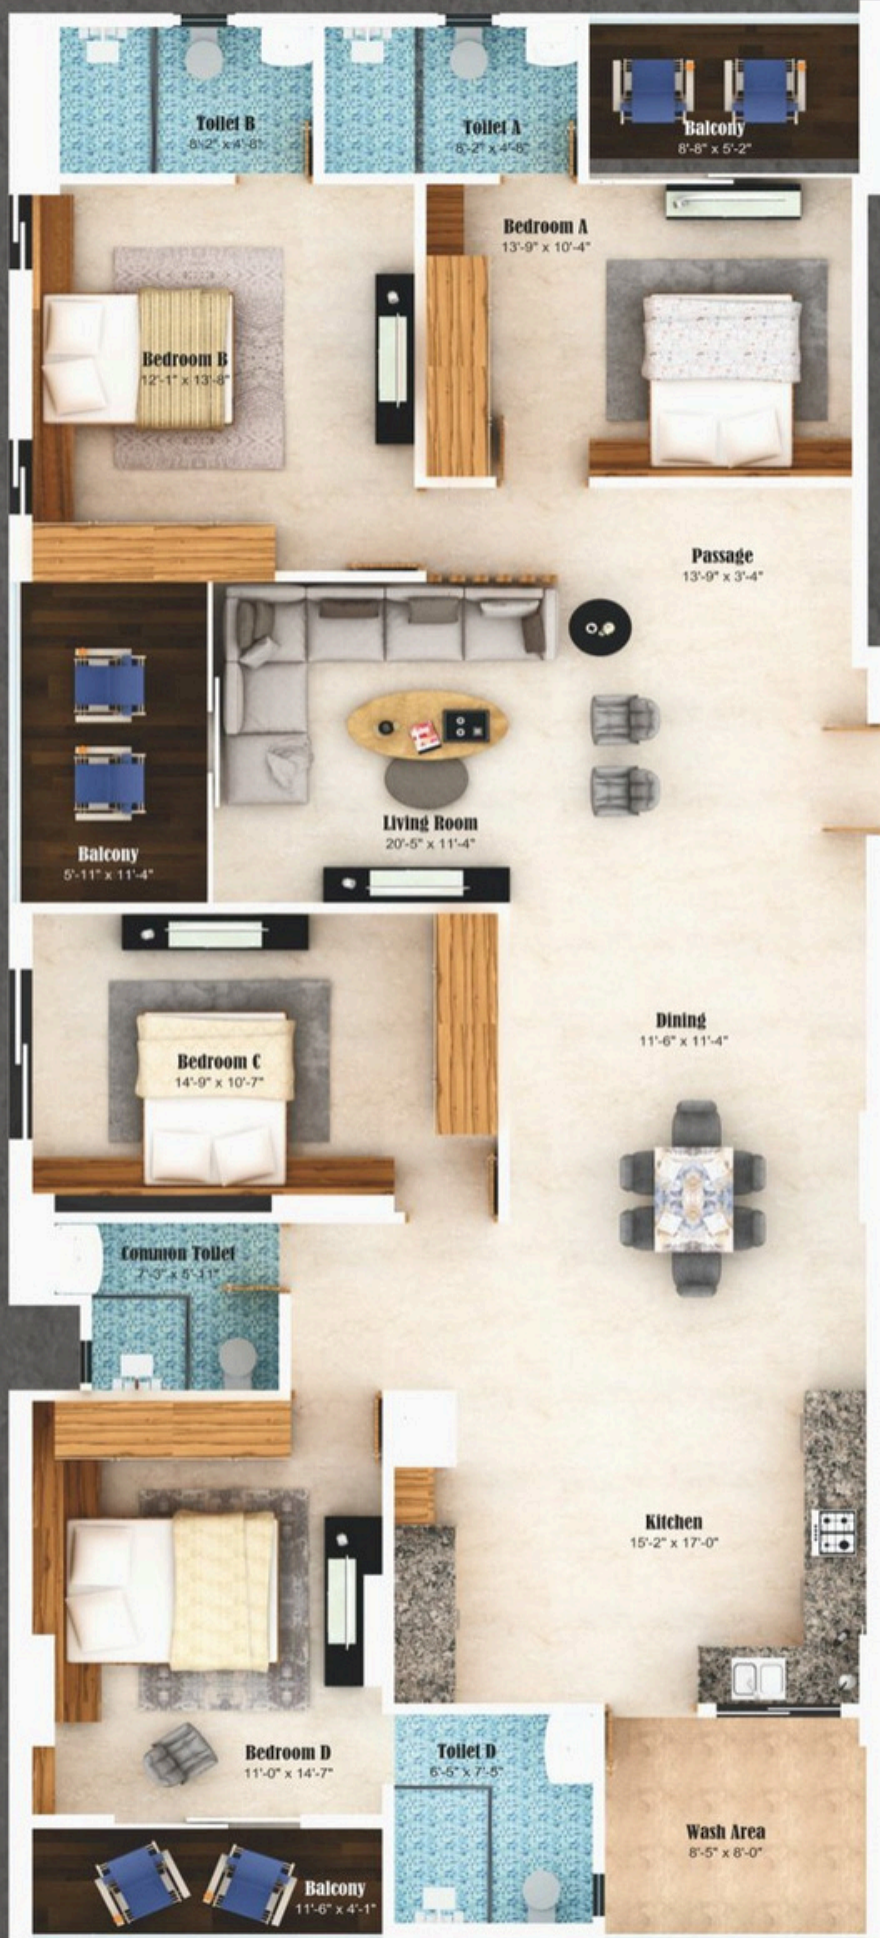 Toilet B
8'-2" x 4'-8"
Toilet A
8'-2" x 4'-8"
Balcony
8'-8" x 5'-2"
Bedroom A
13'-9" x 10'-4"
Bedroom B
12'-1" x 13'-8"
Passage
13'-9" x 3'-4"
Living Room
20'-5" x 11'-4"
Balcony
5'-11" x 11'-4"
Dining
11'-6" x 11'-4"
Bedroom C
14'-9" x 10'-7"
Common Toilet
7'-3" x 5'-11"
Kitchen
15'-2" x 17'-0"
Bedroom D
11'-0" x 14'-7"
Toilet D
6'-5" x 7'-5"
Wash Area
8'-5" x 8'-0"
Balcony
11'-6" x 4'-1"